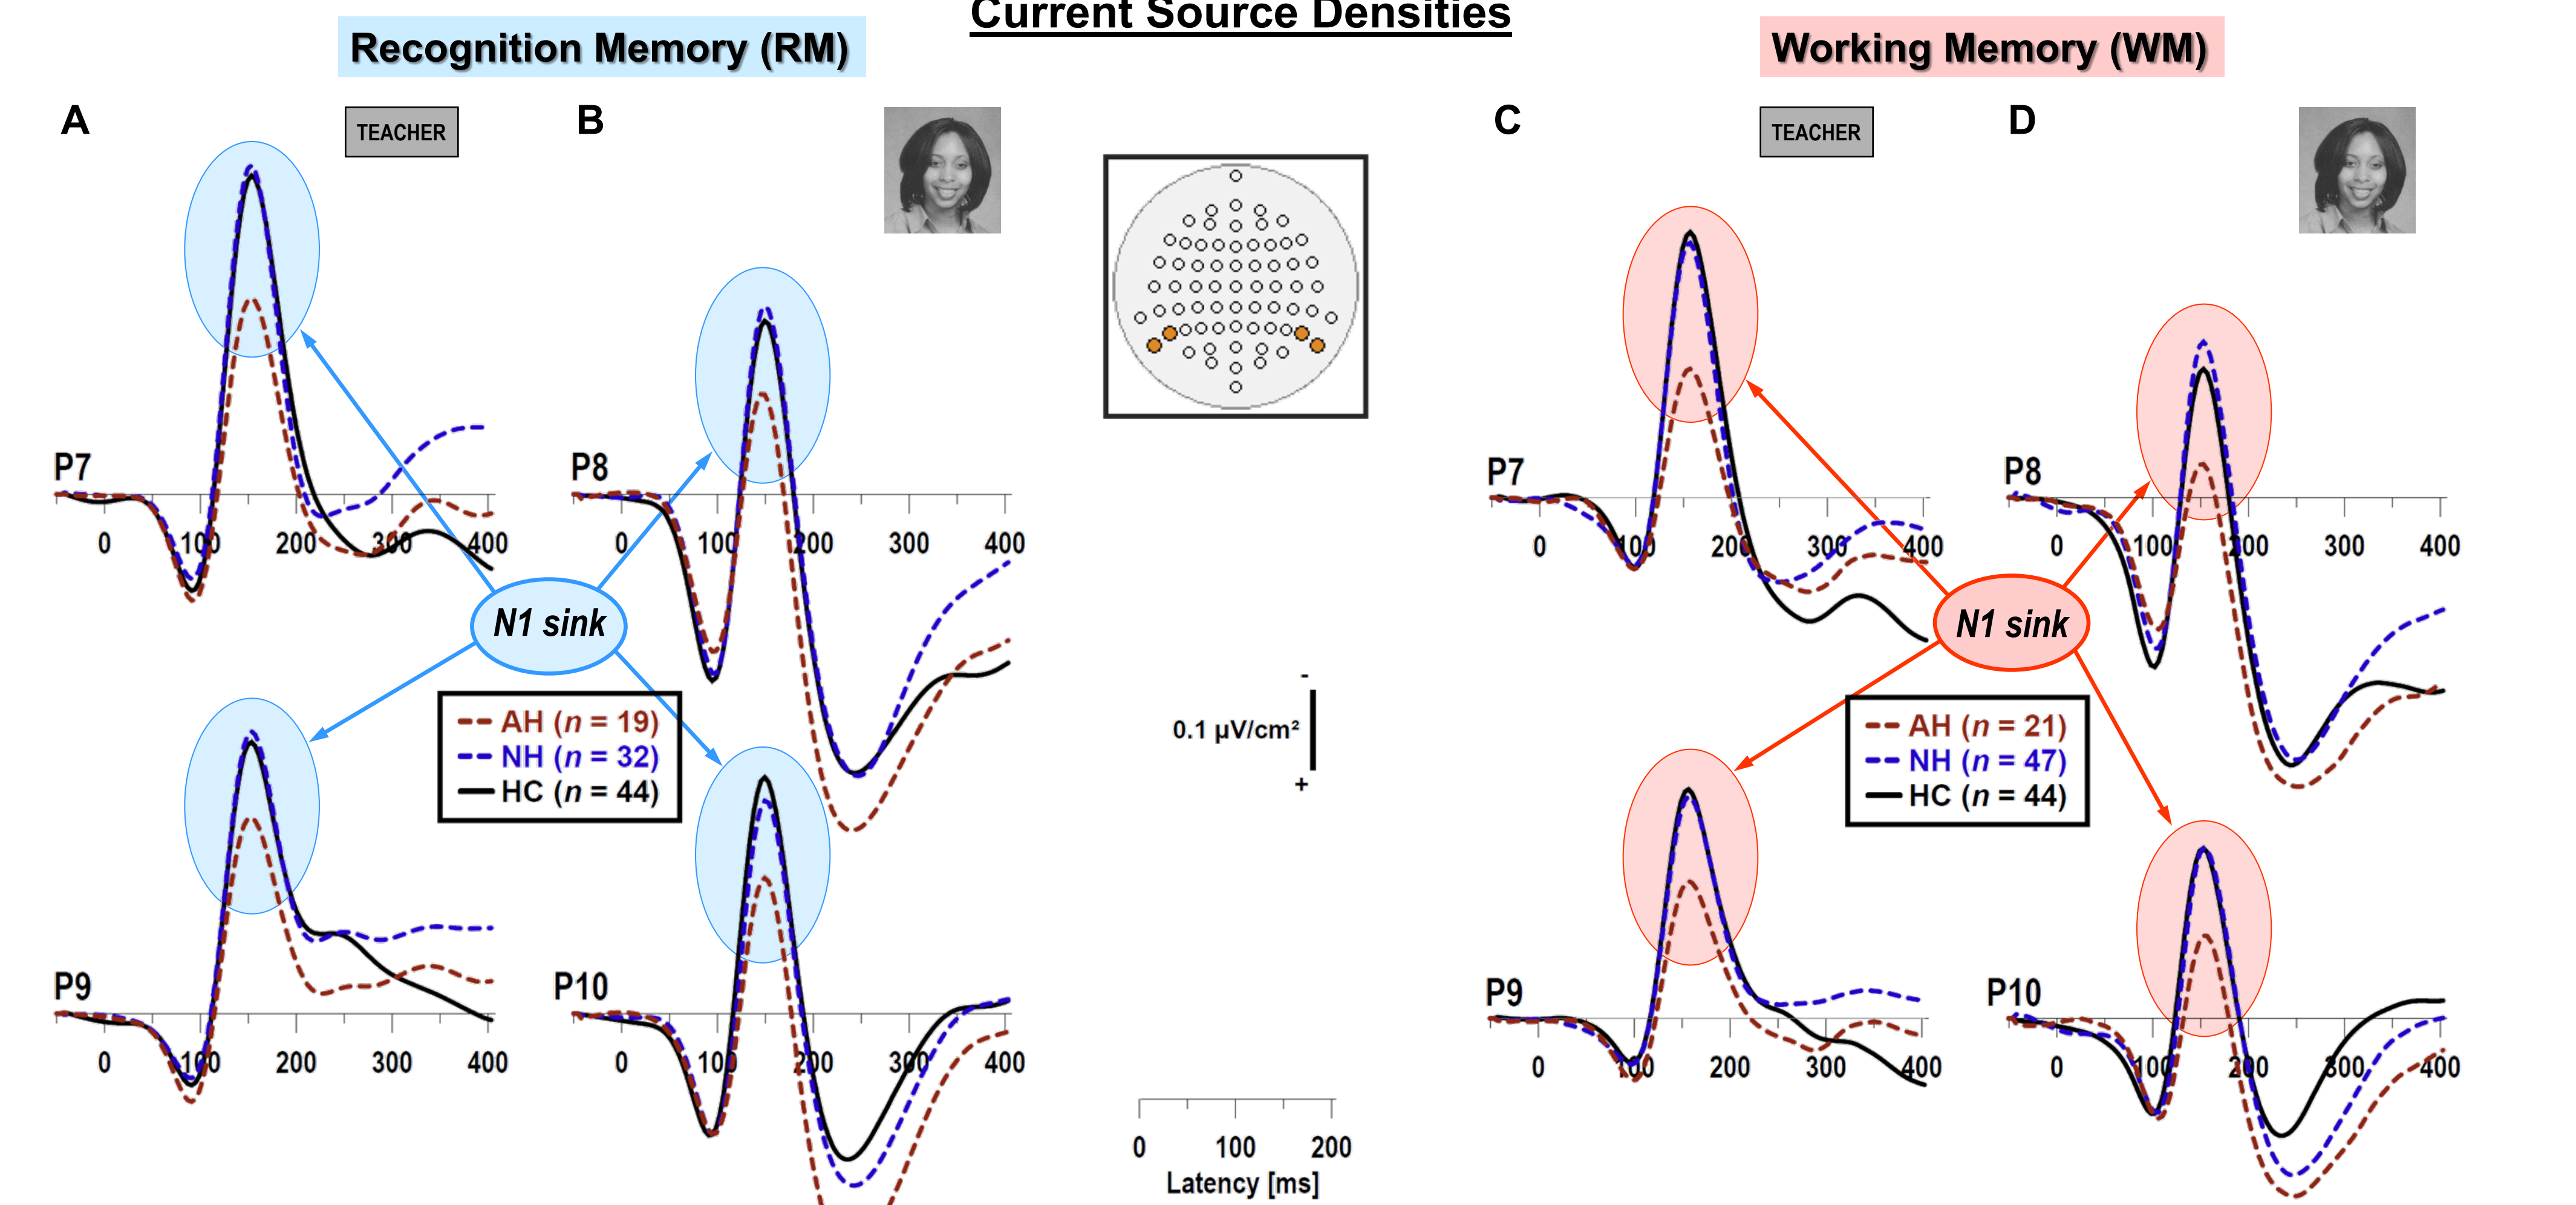 Current Source Densities
Recognition Memory (RM)
Working Memory (WM)
A
TEACHER
B
C
TEACHER
D
P7
0 100 200 300 400
P8
0 100 200 300 400
P7
0 100 200 300 400
P8
0 100 200 300 400
N1 sink
N1 sink
AH (n = 19)
NH (n = 32)
HC (n = 44)
-
0.1 µV/cm²
+
AH (n = 21)
NH (n = 47)
HC (n = 44)
P9
0 100 200 300 400
P10
0 100 200 300 400
P9
0 100 200 300 400
P10
0 100 200 300 400
0 100 200
Latency [ms]